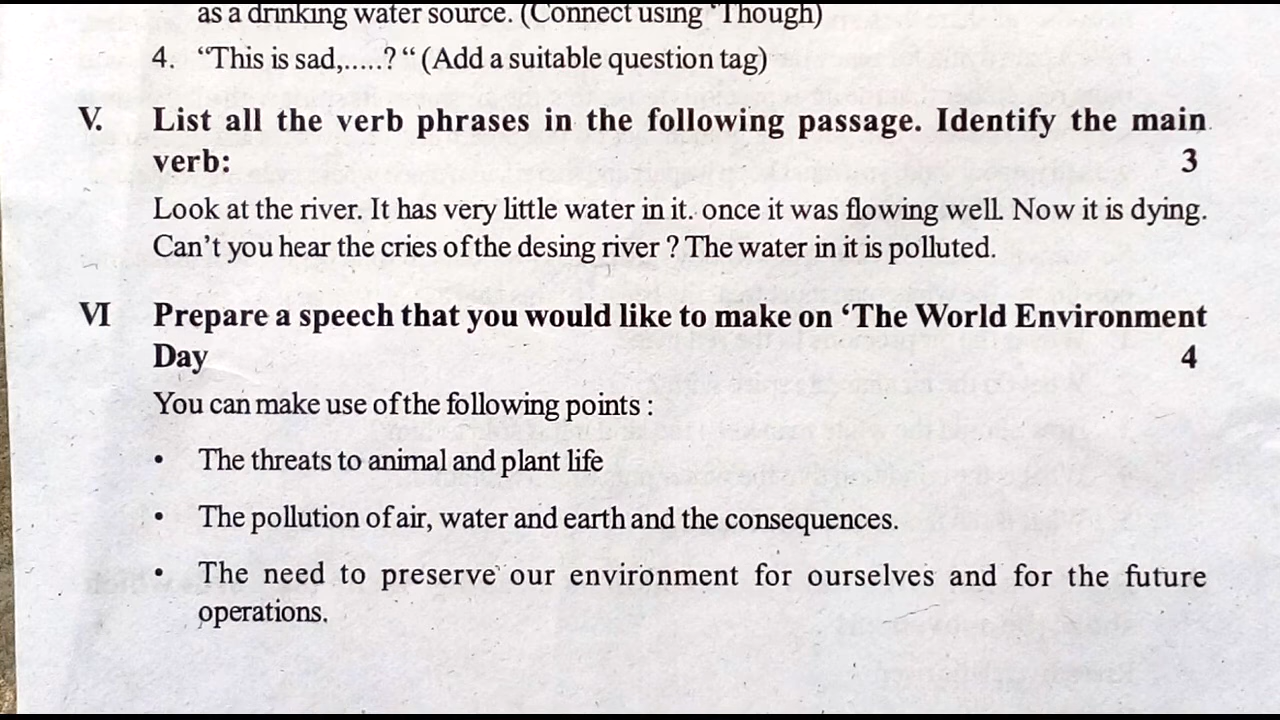 as a drinking water source. (Connect using 'Though)
4. “This is sad,.....? “ (Add a suitable question tag)
V. List all the verb phrases in the following passage. Identify the main
verb: 3
Look at the river. It has very little water in it. once it was flowing well. Now it is dying.
Can't you hear the cries of the desing river ? The water in it is polluted.
VI Prepare a speech that you would like to make on ‘The World Environment
Day 4
You can make use of the following points :
• The threats to animal and plant life
• The pollution of air, water and earth and the consequences.
• The need to preserve our environment for ourselves and for the future
operations.